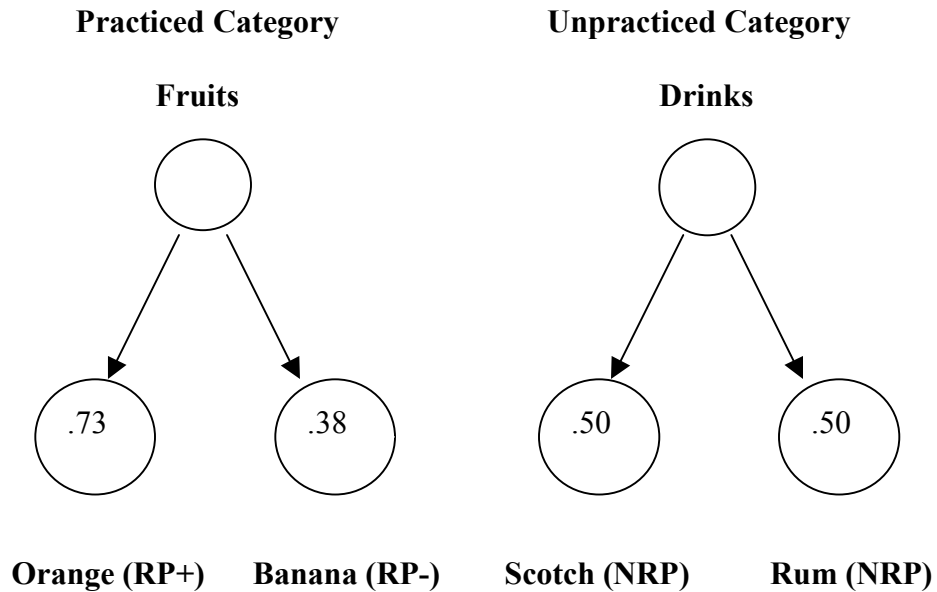 Practiced Category
Unpracticed Category
Fruits
Drinks
.73
.38
.50
.50
Orange (RP+)
Banana (RP-)
Scotch (NRP)
Rum (NRP)